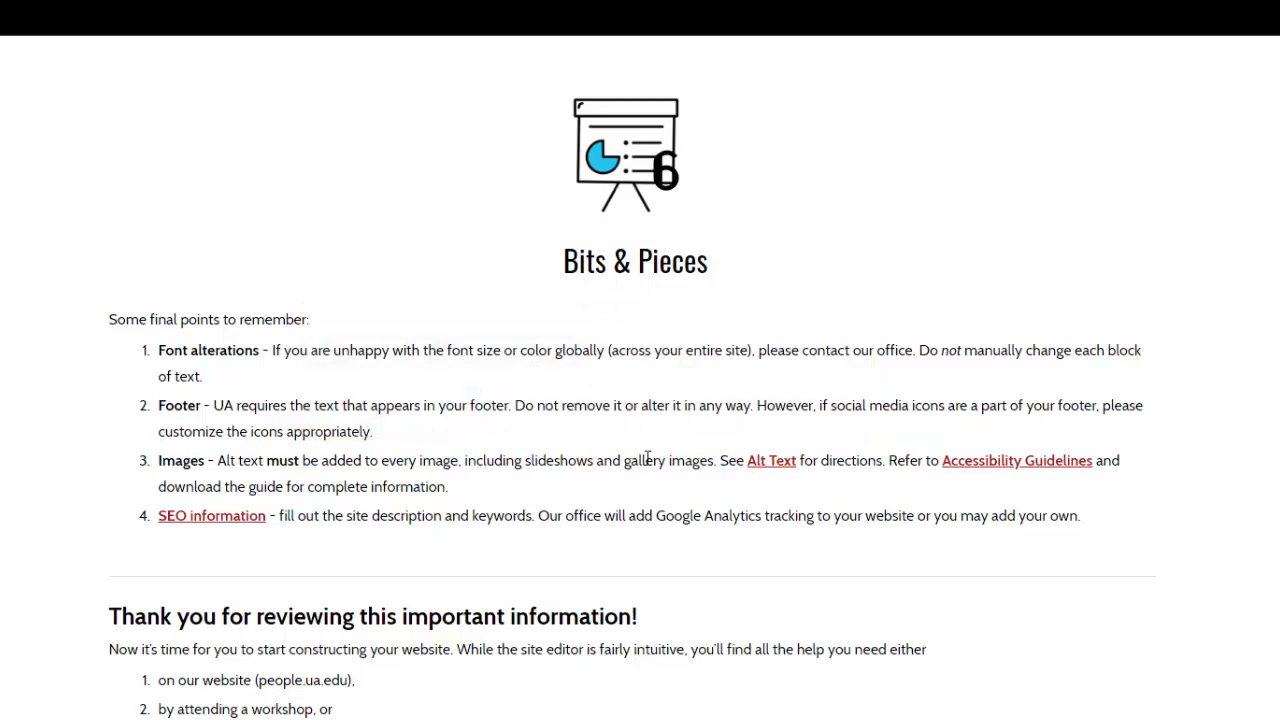 6
Bits & Pieces
Some final points to remember:
1. Font alterations - If you are unhappy with the font size or color globally (across your entire site), please contact our office. Do not manually change each block
of text.
2. Footer - UA requires the text that appears in your footer. Do not remove it or alter it in any way. However, if social media icons are a part of your footer, please
customize the icons appropriately.
3. Images - Alt text must be added to every image, including slideshows and gallery images. See Alt Text for directions. Refer to Accessibility Guidelines and
download the guide for complete information.
4. SEO information - fill out the site description and keywords. Our office will add Google Analytics tracking to your website or you may add your own.
Thank you for reviewing this important information!
Now it's time for you to start constructing your website. While the site editor is fairly intuitive, you'll find all the help you need either
1. on our website (people.ua.edu),
2. by attending a workshop, or